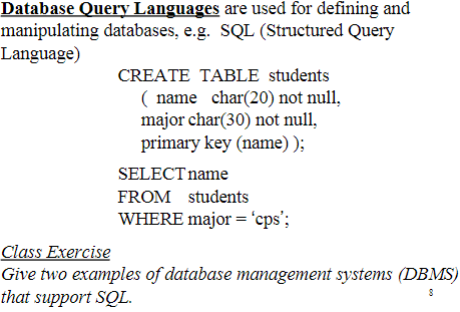 Database Query Languages are used for defining and
manipulating databases, e.g. SQL (Structured Query
Language)
CREATE TABLE students
( name char(20) not null,
major char(30) not null,
primary key (name) );
SELECT name
FROM students
WHERE major = ‘cps’;
Class Exercise
Give two examples of database management systems (DBMS)
that support SQL.
8